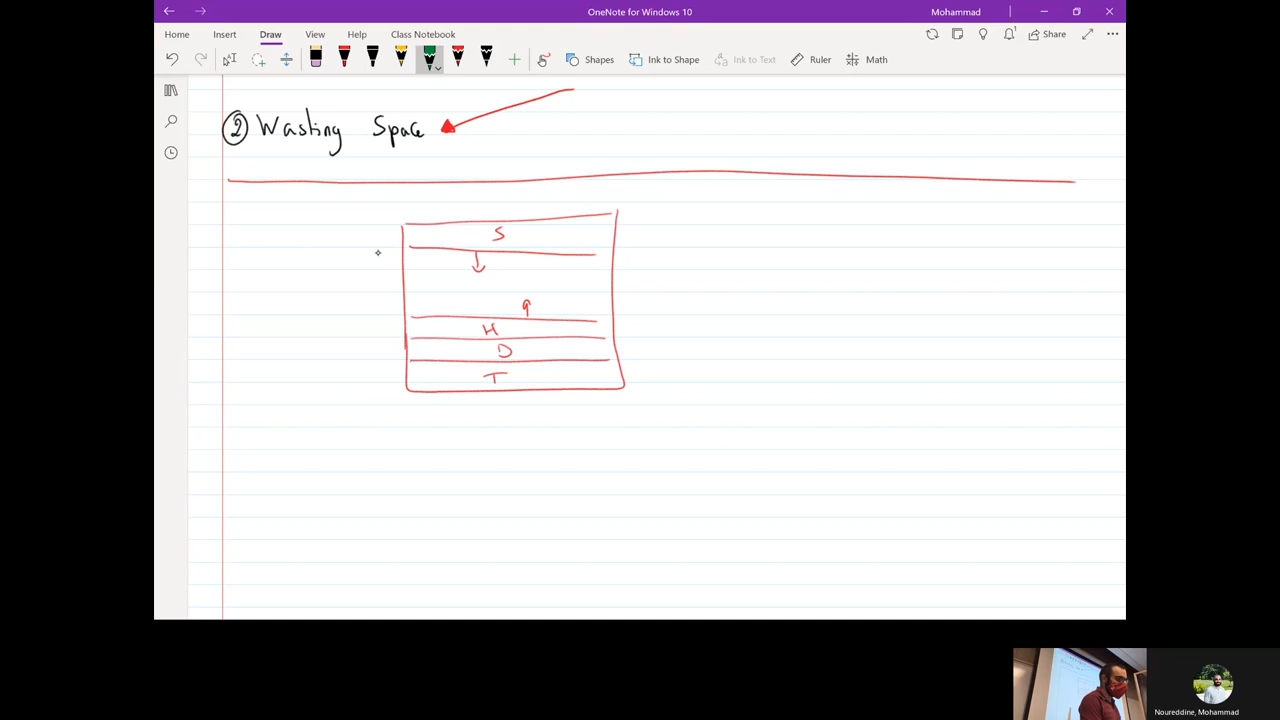 OneNote for Windows 10
Mohammad
Home Insert Draw View Help Class Notebook
Share
Shapes Ink to Shape Ink to Text Ruler Math
② Wasting Space
S
H
D
T
Noureddine, Mohammad